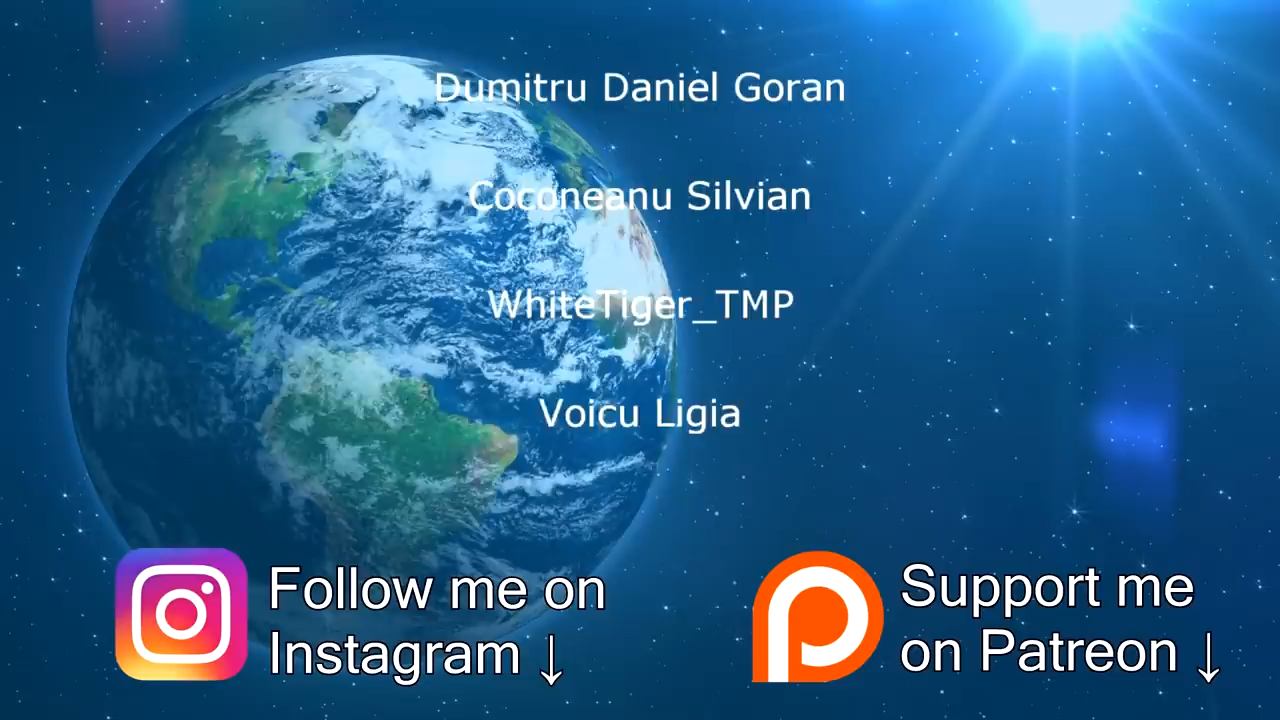 Dumitru Daniel Goran
Coconeanu Silvian
WhiteTiger_TMP
Voicu Ligia
Follow me on
Instagram ↓
Support me
on Patreon ↓